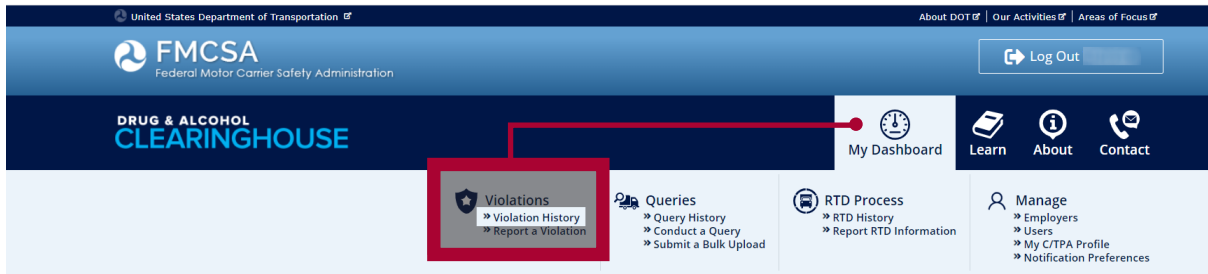 United States Department of Transportation
About DOT | Our Activities | Areas of Focus
FMCSA
Federal Motor Carrier Safety Administration
Log Out
DRUG & ALCOHOL
CLEARINGHOUSE
My Dashboard
Learn
About
Contact
Violations
» Violation History
» Report a Violation
Queries
» Query History
» Conduct a Query
» Submit a Bulk Upload
RTD Process
» RTD History
» Report RTD Information
Manage
» Employers
» Users
» My C/TPA Profile
» Notification Preferences